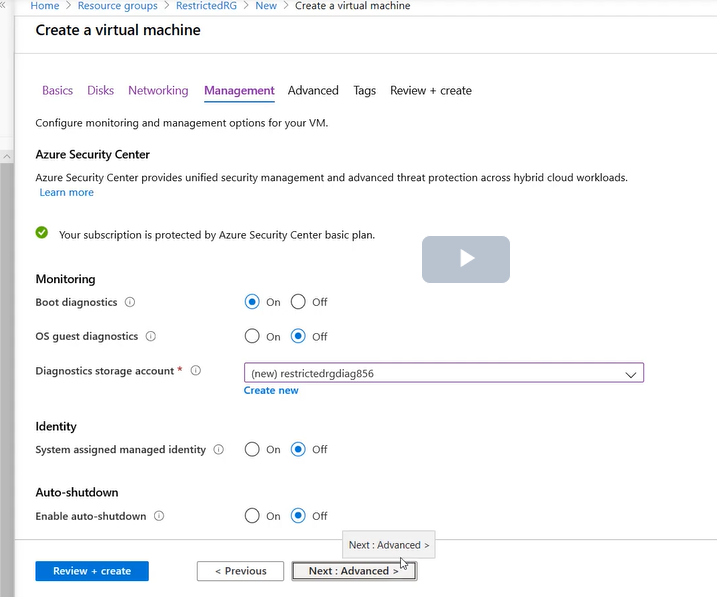 Home > Resource groups > RestrictedRG > New > Create a virtual machine
Create a virtual machine
Basics Disks Networking Management Advanced Tags Review + create
Configure monitoring and management options for your VM.
Azure Security Center
Azure Security Center provides unified security management and advanced threat protection across hybrid cloud workloads.
Learn more
Your subscription is protected by Azure Security Center basic plan.
Monitoring
Boot diagnostics On Off
OS guest diagnostics On Off
Diagnostics storage account * (new) restrictedrgdiag856
Create new
Identity
System assigned managed identity On Off
Auto-shutdown
Enable auto-shutdown On Off
Next : Advanced >
Review + create < Previous Next : Advanced >